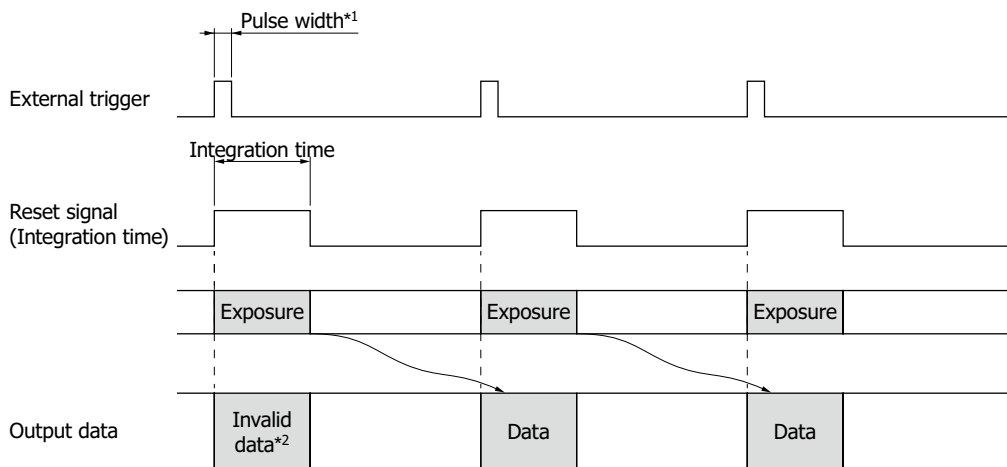 Pulse width*1
External trigger
Integration time
Reset signal
(Integration time)
Exposure
Exposure
Exposure
Output data
Invalid
data*2
Data
Data